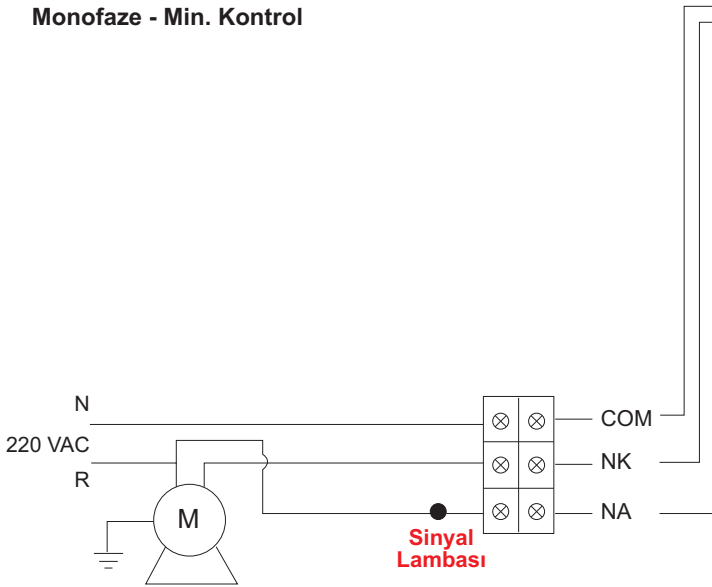 Monofaze - Min. Kontrol
N
COM
220 VAC
NK
R
M
NA
Sinyal
Lambası